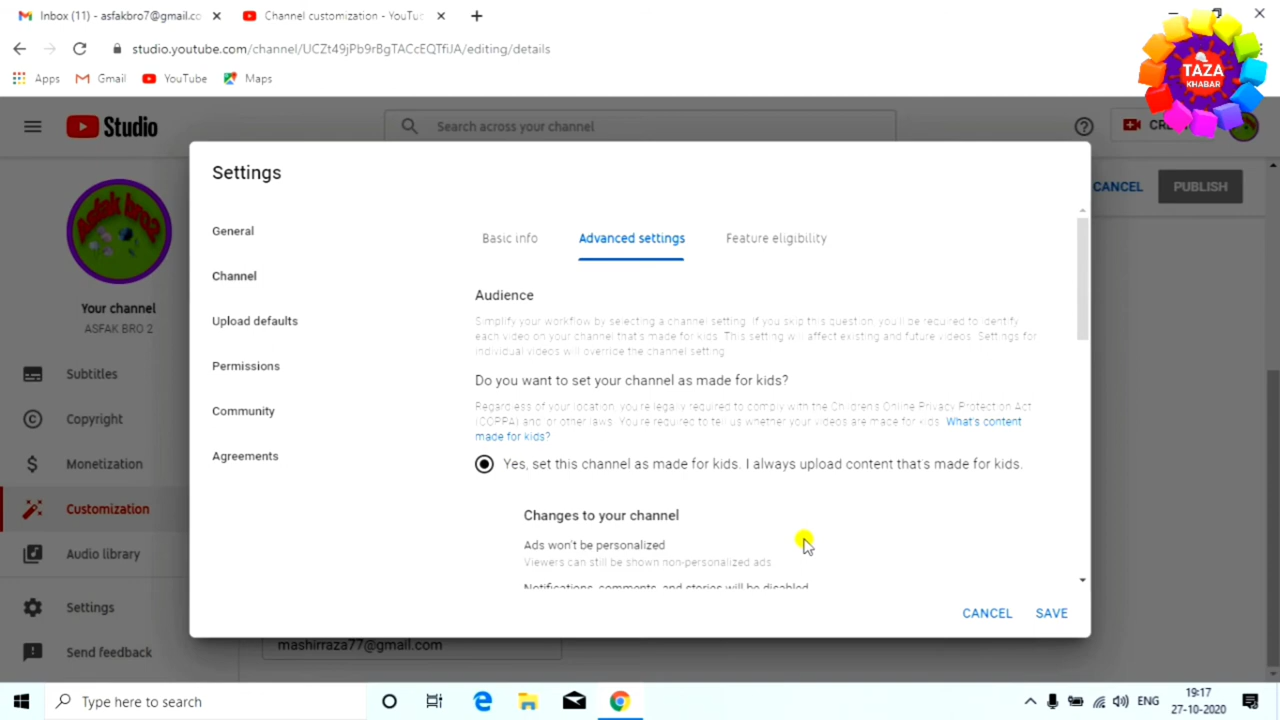 Inbox (11) - asfakbro7@gmail.co
Channel customization - YouTu
studio.youtube.com/channel/UCZt49jPb9rBgTACcEQTfiJA/editing/details
Apps
Gmail
YouTube
Maps
TAZA
KHABAR
Studio
Search across your channel
CANCEL
PUBLISH
Asfak bro2
Your channel
ASFAK BRO 2
Subtitles
Copyright
Monetization
Customization
Audio library
Settings
Send feedback
Settings
General
Channel
Upload defaults
Permissions
Community
Agreements
Basic info
Advanced settings
Feature eligibility
Audience
Simplify your workflow by selecting a channel setting. If you skip this question, you'll be required to identify
each video on your channel that's made for kids. This setting will affect existing and future videos. Settings for
individual videos will override the channel setting.
Do you want to set your channel as made for kids?
Regardless of your location, you're legally required to comply with the Children's Online Privacy Protection Act
(COPPA) and/or other laws. You're required to tell us whether your videos are made for kids. What's content
made for kids?
Yes, set this channel as made for kids. I always upload content that's made for kids.
Changes to your channel
Ads won't be personalized
Viewers can still be shown non-personalized ads
Notifications, comments, and stories will be disabled
CANCEL
SAVE
mashirraza77@gmail.com
Type here to search
ENG
19:17
27-10-2020